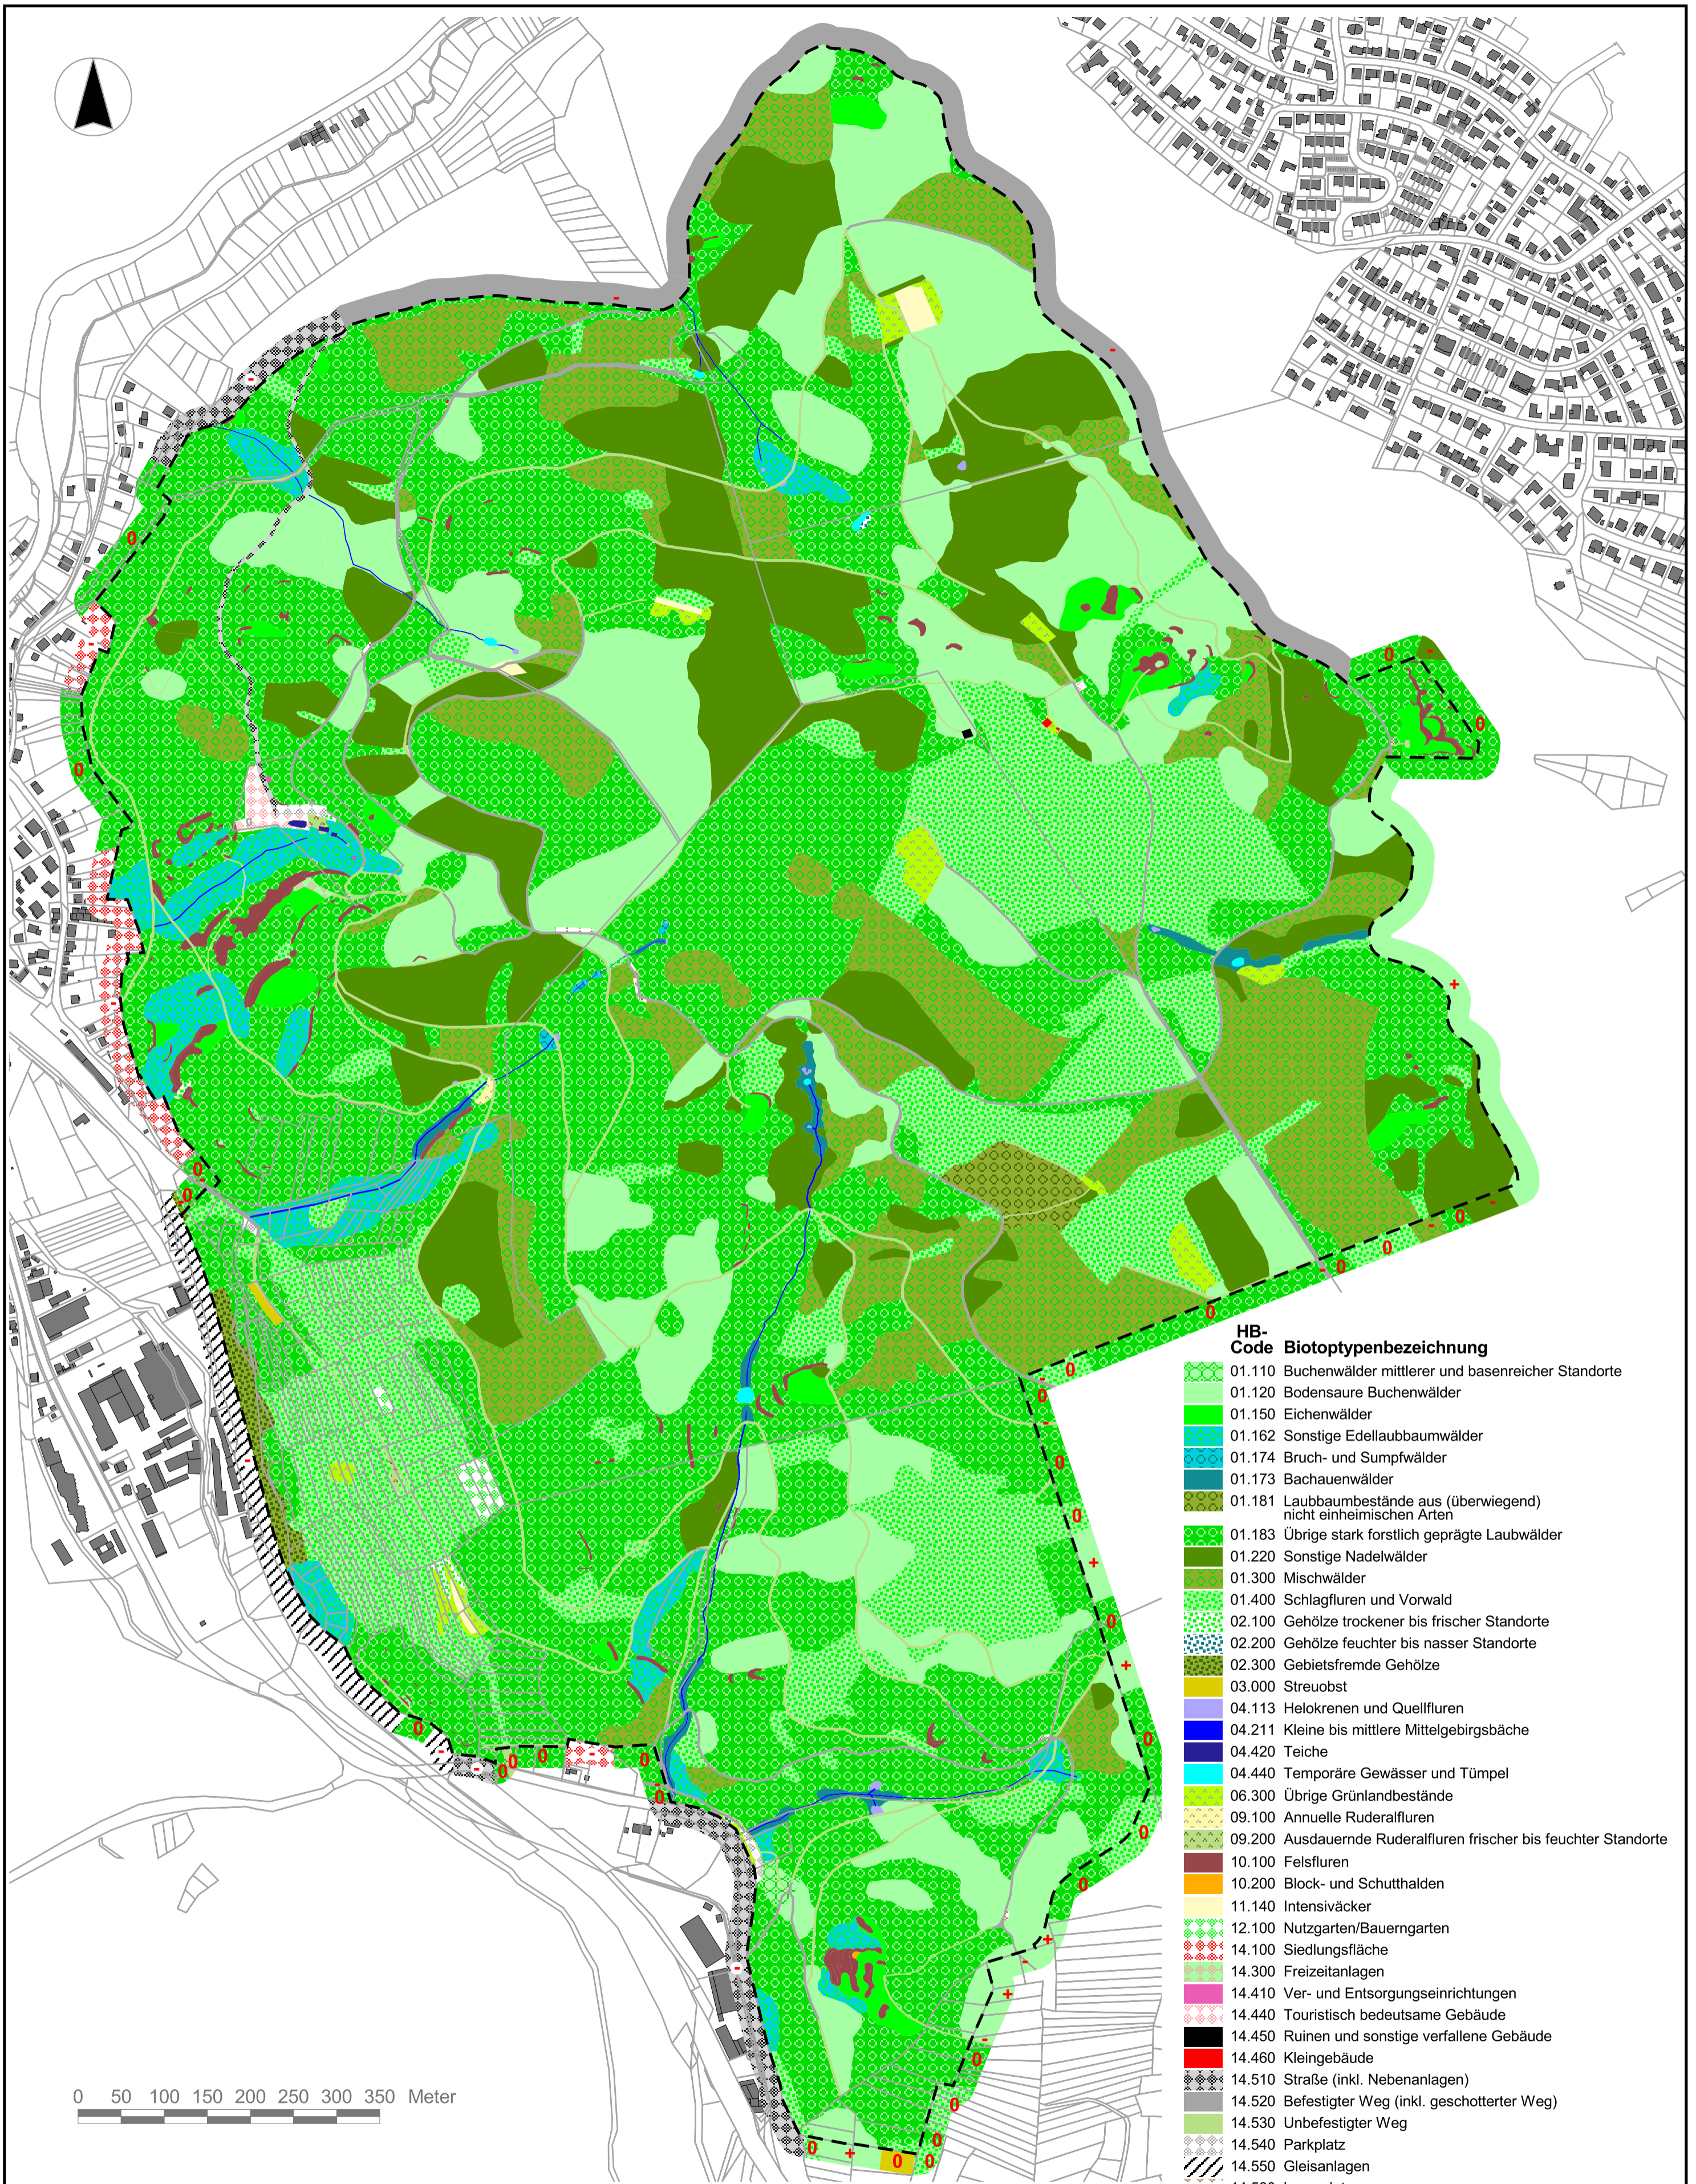 HB-
Code Biotoptypenbezeichnung
01.110 Buchenwälder mittlerer und basenreicher Standorte
01.120 Bodensaure Buchenwälder
01.150 Eichenwälder
01.162 Sonstige Edellaubbaumwälder
01.174 Bruch- und Sumpfwälder
01.173 Bachauenwälder
01.181 Laubbaumbestände aus (überwiegend)
nicht einheimischen Arten
01.183 Übrige stark forstlich geprägte Laubwälder
01.220 Sonstige Nadelwälder
01.300 Mischwälder
01.400 Schlagfluren und Vorwald
02.100 Gehölze trockener bis frischer Standorte
02.200 Gehölze feuchter bis nasser Standorte
02.300 Gebietsfremde Gehölze
03.000 Streuobst
04.113 Helokrenen und Quellfluren
04.211 Kleine bis mittlere Mittelgebirgsbäche
04.420 Teiche
04.440 Temporäre Gewässer und Tümpel
06.300 Übrige Grünlandbestände
09.100 Annuelle Ruderalfluren
09.200 Ausdauernde Ruderalfluren frischer bis feuchter Standorte
10.100 Felsfluren
10.200 Block- und Schutthalden
11.140 Intensiväcker
12.100 Nutzgarten/Bauerngarten
14.100 Siedlungsfläche
14.300 Freizeitanlagen
14.410 Ver- und Entsorgungseinrichtungen
14.440 Touristisch bedeutsame Gebäude
14.450 Ruinen und sonstige verfallene Gebäude
14.460 Kleingebäude
14.510 Straße (inkl. Nebenanlagen)
14.520 Befestigter Weg (inkl. geschotterter Weg)
14.530 Unbefestigter Weg
14.540 Parkplatz
14.550 Gleisanlagen
0 50 100 150 200 250 300 350 Meter